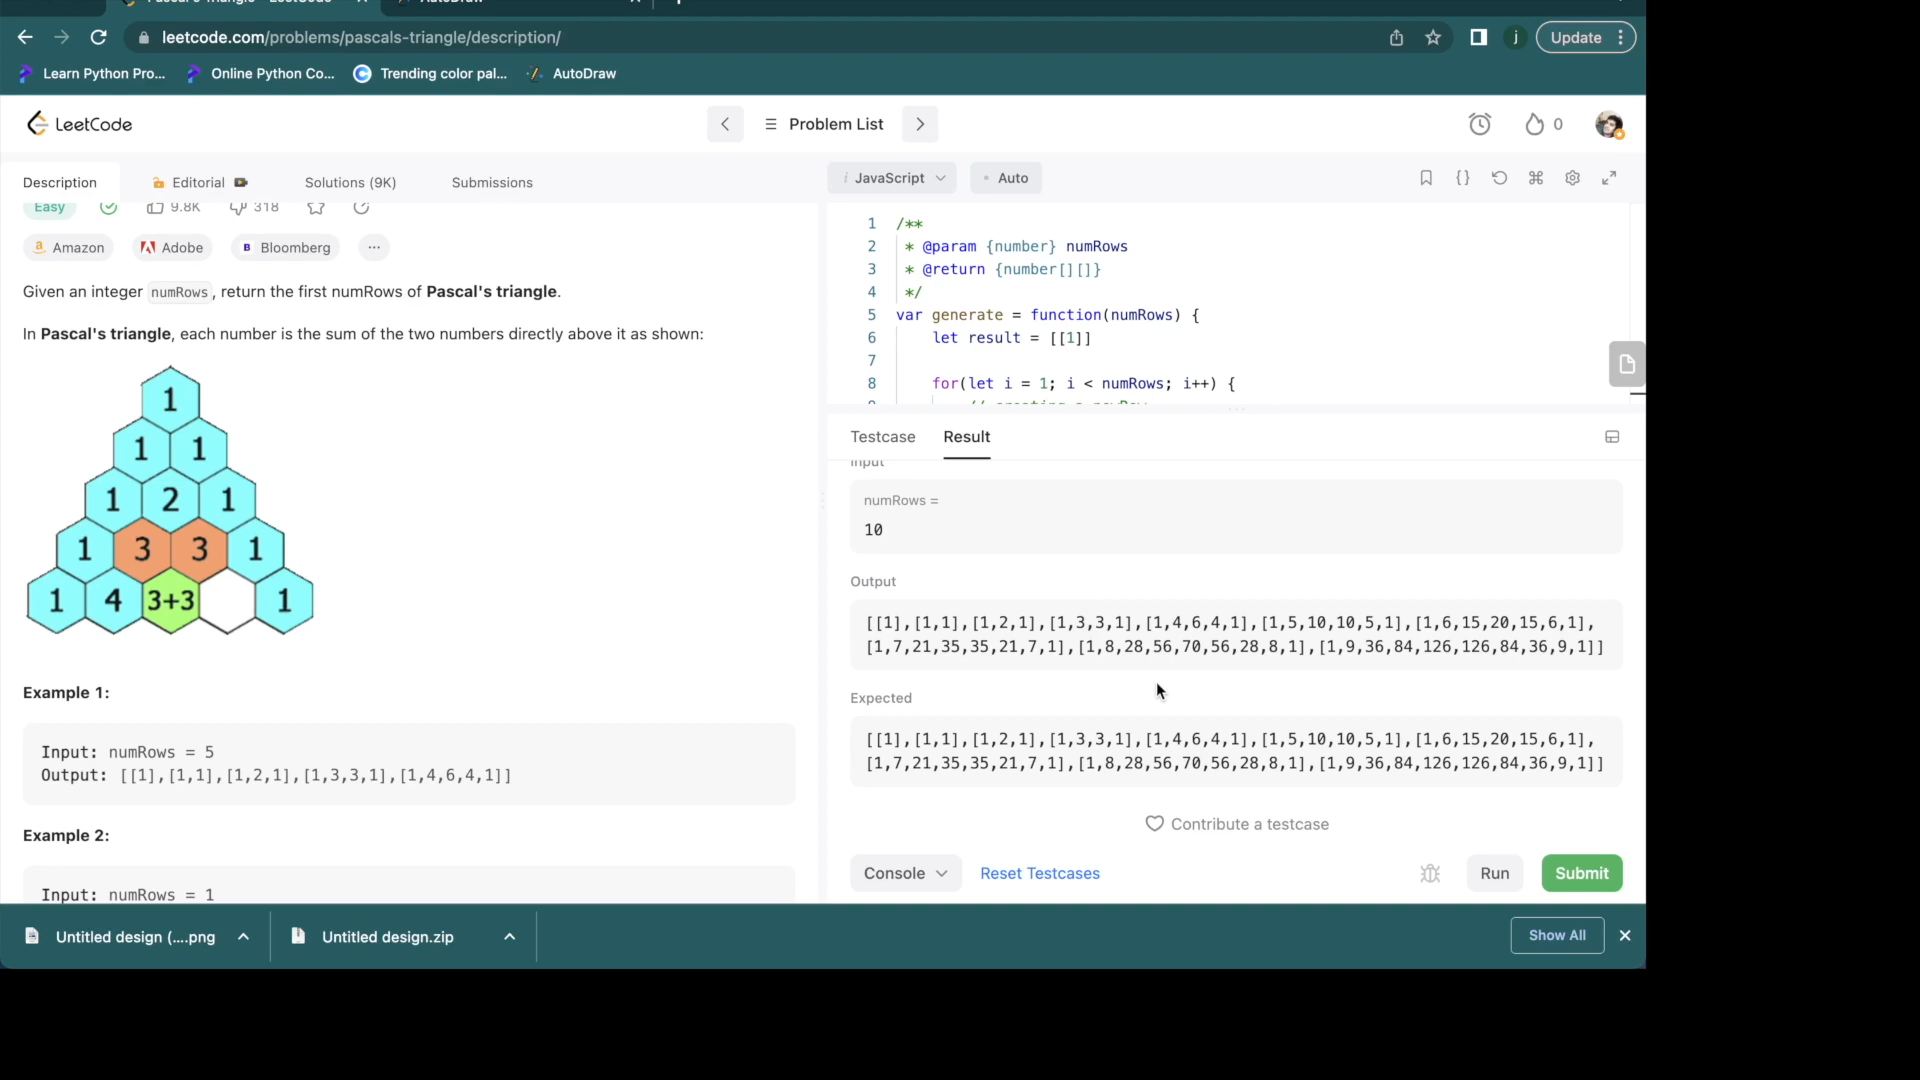 leetcode.com/problems/pascals-triangle/description/
j
Update
Learn Python Pro...
Online Python Co...
Trending color pal...
AutoDraw
LeetCode
Problem List
0
Description
Editorial
Solutions (9K)
Submissions
JavaScript
Auto
Easy
9.8K
318
Amazon
Adobe
Bloomberg
...
Given an integer numRows, return the first numRows of Pascal's triangle.
In Pascal's triangle, each number is the sum of the two numbers directly above it as shown:
1
1 1
1 2 1
1 3 3 1
1 4 3+3 1
Example 1:
Input: numRows = 5
Output: [[1],[1,1],[1,2,1],[1,3,3,1],[1,4,6,4,1]]
Example 2:
Input: numRows = 1
1 /**
2 * @param {number} numRows
3 * @return {number[][]}
4 */
5 var generate = function(numRows) {
6 let result = [[1]]
7
8 for(let i = 1; i < numRows; i++) {
Testcase
Result
Input
numRows =
10
Output
[[1],[1,1],[1,2,1],[1,3,3,1],[1,4,6,4,1],[1,5,10,10,5,1],[1,6,15,20,15,6,1],
[1,7,21,35,35,21,7,1],[1,8,28,56,70,56,28,8,1],[1,9,36,84,126,126,84,36,9,1]]
Expected
[[1],[1,1],[1,2,1],[1,3,3,1],[1,4,6,4,1],[1,5,10,10,5,1],[1,6,15,20,15,6,1],
[1,7,21,35,35,21,7,1],[1,8,28,56,70,56,28,8,1],[1,9,36,84,126,126,84,36,9,1]]
Contribute a testcase
Console
Reset Testcases
Run
Submit
Untitled design (....png
Untitled design.zip
Show All